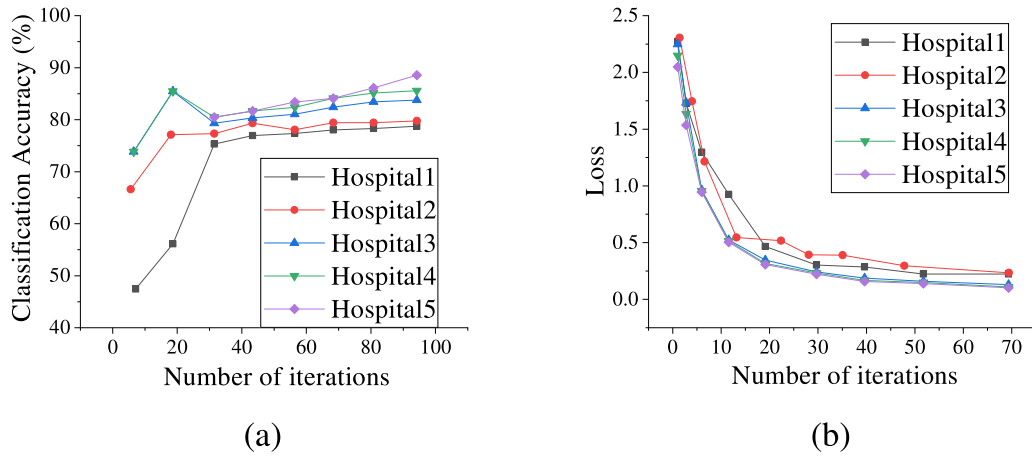 100
90
80
70
60
50
40
Classification Accuracy (%)
Hospital1
Hospital2
Hospital3
Hospital4
Hospital5
0 20 40 60 80 100
Number of iterations
(a)
2.5
2.0
1.5
1.0
0.5
0.0
Loss
Hospital1
Hospital2
Hospital3
Hospital4
Hospital5
0 10 20 30 40 50 60 70
Number of iterations
(b)